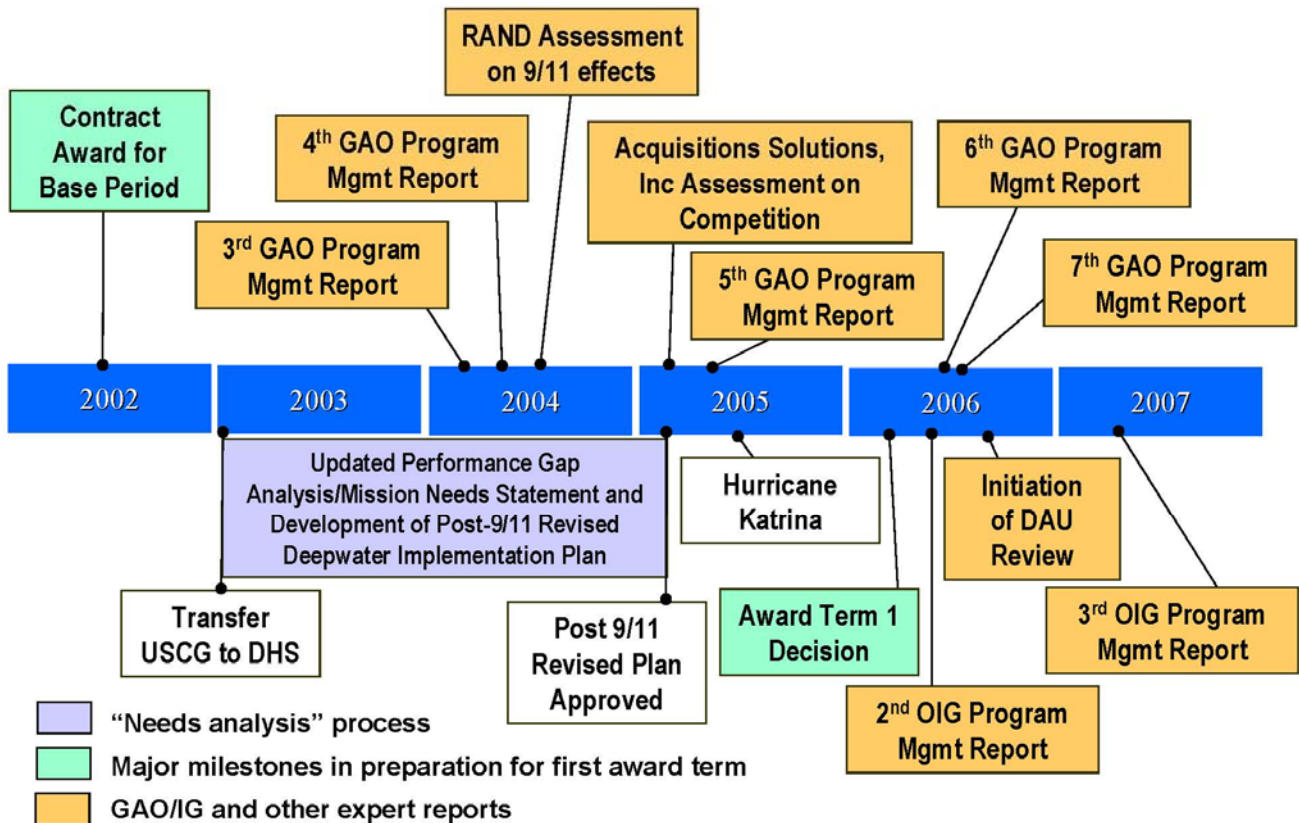 RAND Assessment
on 9/11 effects
Contract
Award for
Base Period
4th GAO Program
Mgmt Report
Acquisitions Solutions,
Inc Assessment on
Competition
6th GAO Program
Mgmt Report
3rd GAO Program
Mgmt Report
5th GAO Program
Mgmt Report
7th GAO Program
Mgmt Report
2002
2003
2004
2005
2006
2007
Updated Performance Gap
Analysis/Mission Needs Statement and
Development of Post-9/11 Revised
Deepwater Implementation Plan
Hurricane
Katrina
Initiation
of DAU
Review
Transfer
USCG to DHS
Post 9/11
Revised Plan
Approved
Award Term 1
Decision
3rd OIG Program
Mgmt Report
2nd OIG Program
Mgmt Report
“Needs analysis” process
Major milestones in preparation for first award term
GAO/IG and other expert reports